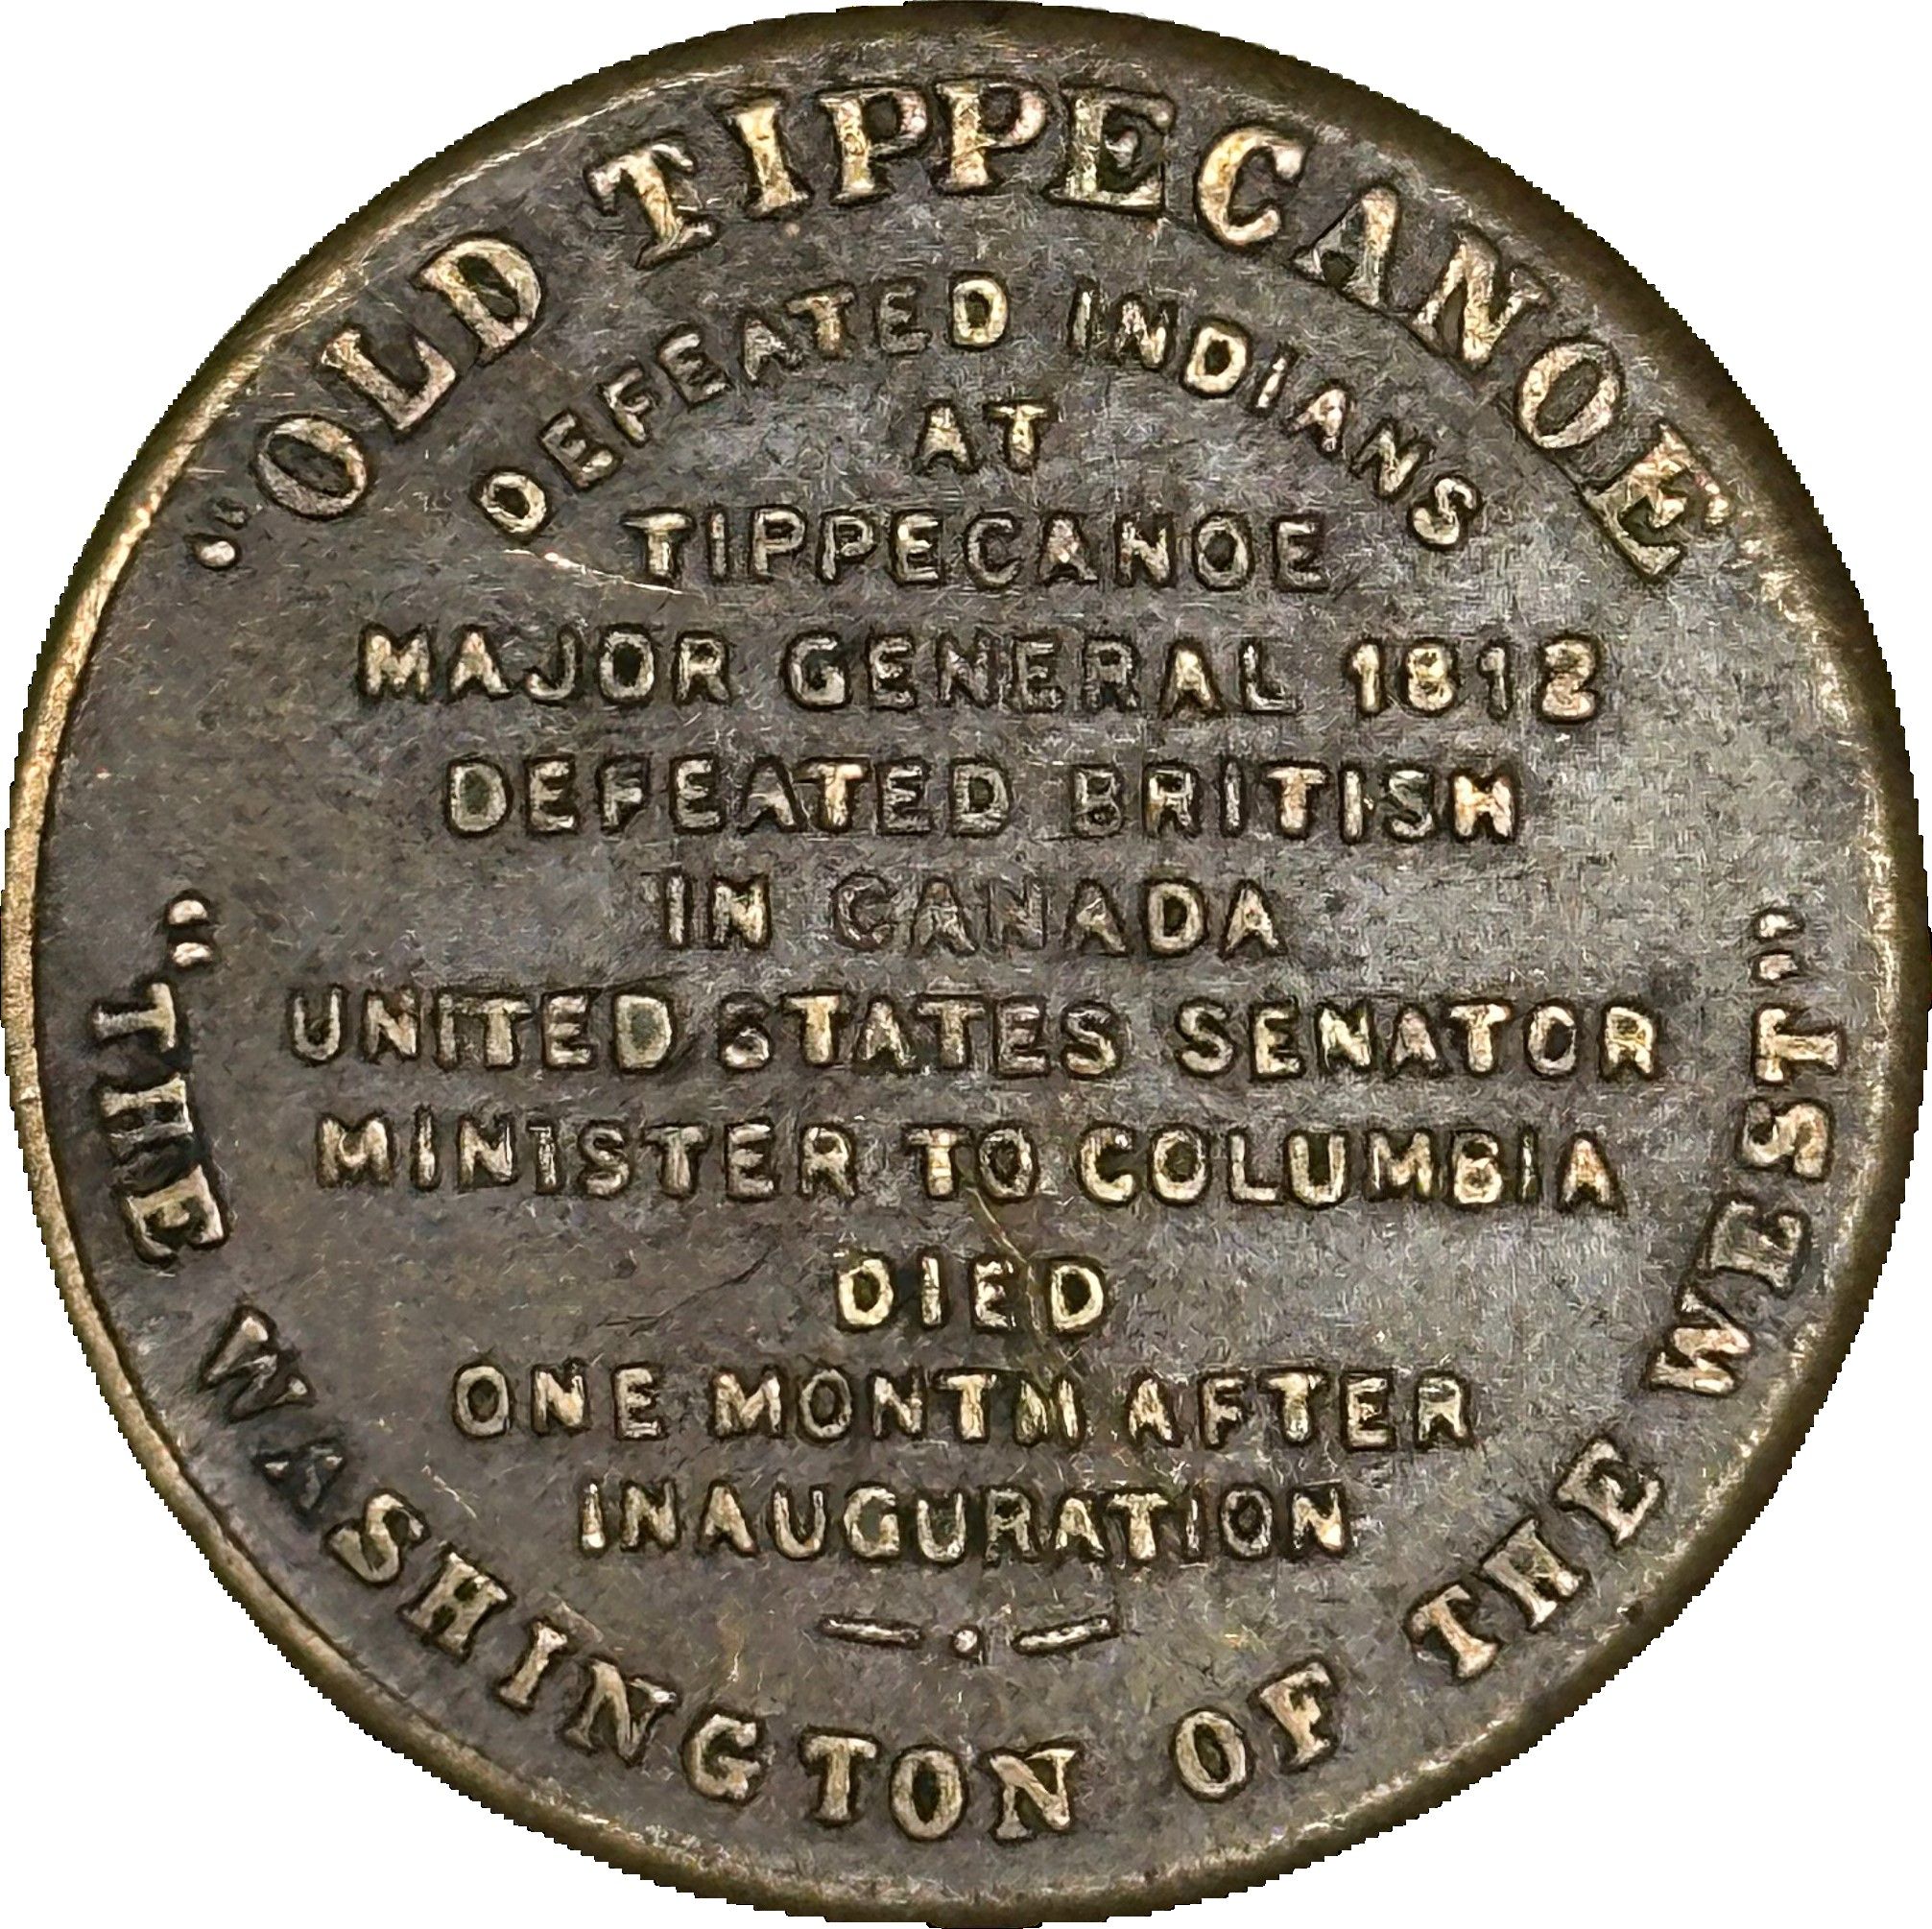 "OLD TIPPECANOE"
DEFEATED INDIANS
AT
TIPPECANOE
MAJOR GENERAL 1812
DEFEATED BRITISH
IN CANADA
UNITED STATES SENATOR
MINISTER TO COLUMBIA
DIED
ONE MONTH AFTER
INAUGURATION
"THE WASHINGTON OF THE WEST"